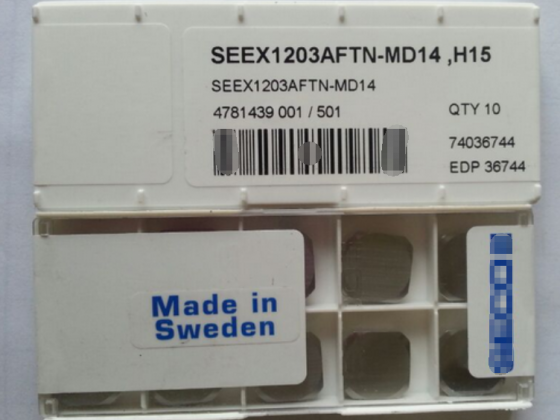 SEEX1203AFTN-MD14 ,H15
SEEX1203AFTN-MD14
4781439 001 / 501
QTY 10
74036744
EDP 36744
Made in
Sweden